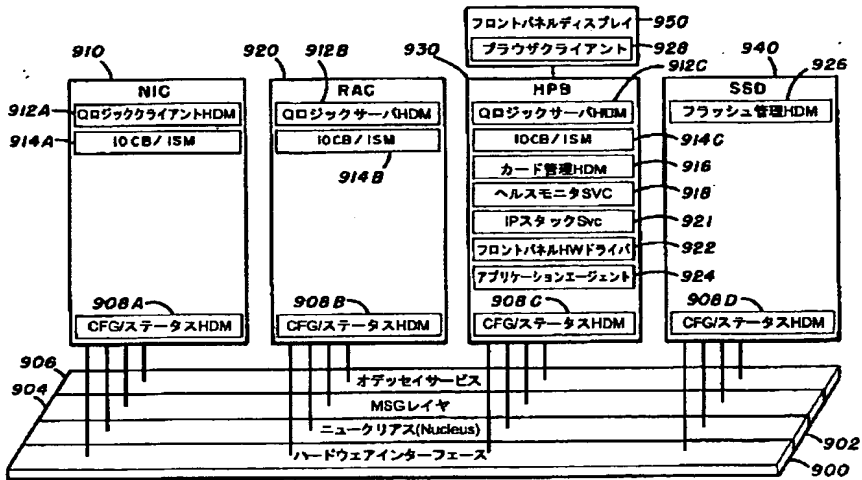 フロントパネルディスプレイ 950
ブラウザクライアント 928
910
NIC
912A QロジッククライアントHDM
914A IOCB/ISM
908A
CFG/ステータスHDM
920
912B
RAC
QロジックサーバHDM
IOCB/ISM
914B
908B
CFG/ステータスHDM
930
HPB
912C
QロジックサーバHDM
IOCB/ISM 914C
カード管理HDM 916
ヘルスモニタSVC 918
IPスタックSvc 921
フロントパネルHWドライバ 922
アプリケーションエージェント 924
908C
CFG/ステータスHDM
940
SSD
926
フラッシュ管理HDM
908D
CFG/ステータスHDM
906
オデッセイサービス
904
MSGレイヤ
ニュークリアス(Nucleus)
902
ハードウェアインターフェース
900